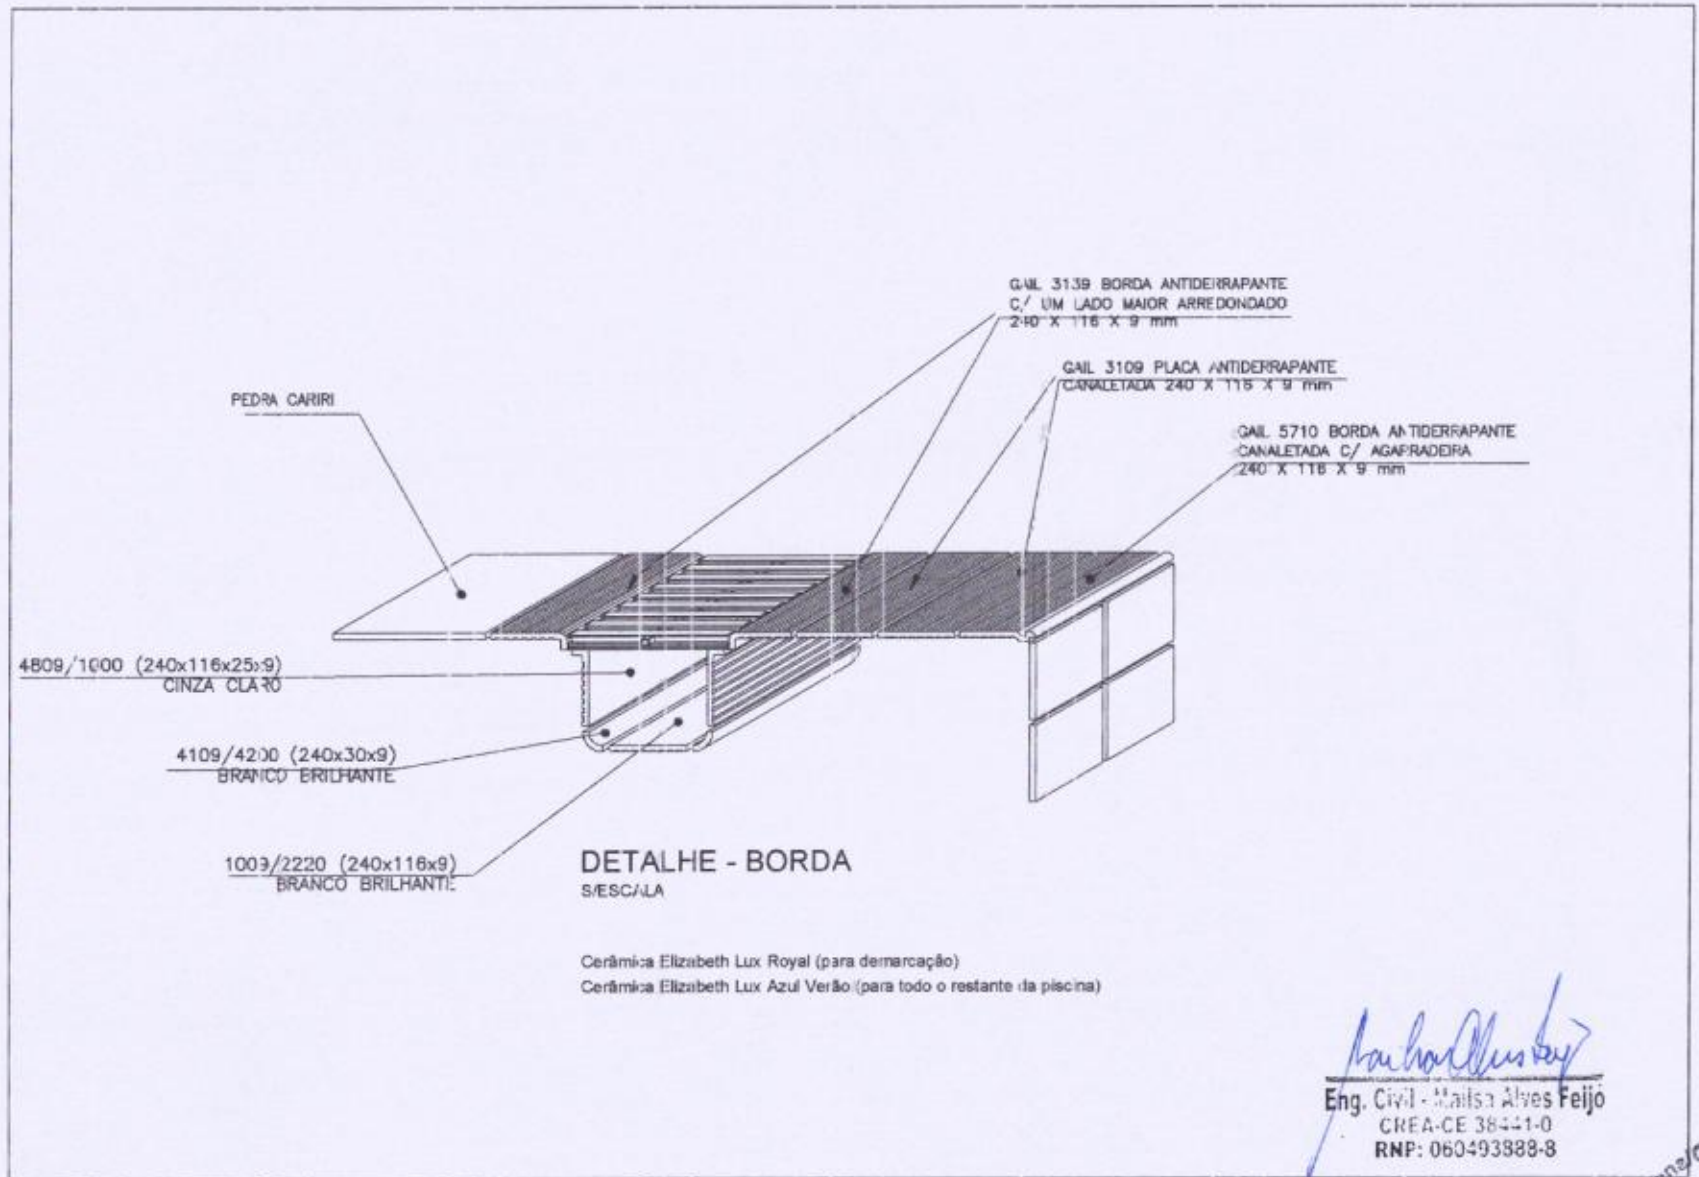 GAIL 3139 BORDA ANTIDERRAPANTE
C/ UM LADO MAIOR ARREDONDADO
240 X 116 X 9 mm
GAIL 3109 PLACA ANTIDERRAPANTE
CANALETADA 240 X 116 X 9 mm
PEDRA CARIRI
GAIL 5710 BORDA ANTIDERRAPANTE
CANALETADA C/ AGARRADEIRA
240 X 116 X 9 mm
4809/1000 (240x116x25x9)
CINZA CLARO
4109/4200 (240x30x9)
BRANCO BRILHANTE
1009/2220 (240x116x9)
BRANCO BRILHANTE
DETALHE - BORDA
S/ESCALA
Cerâmica Elizabeth Lux Royal (para demarcação)
Cerâmica Elizabeth Lux Azul Verão (para todo o restante da piscina)
Eng. Civil - Alves Feijó
CREA-CE 38441-0
RNP: 060493888-8